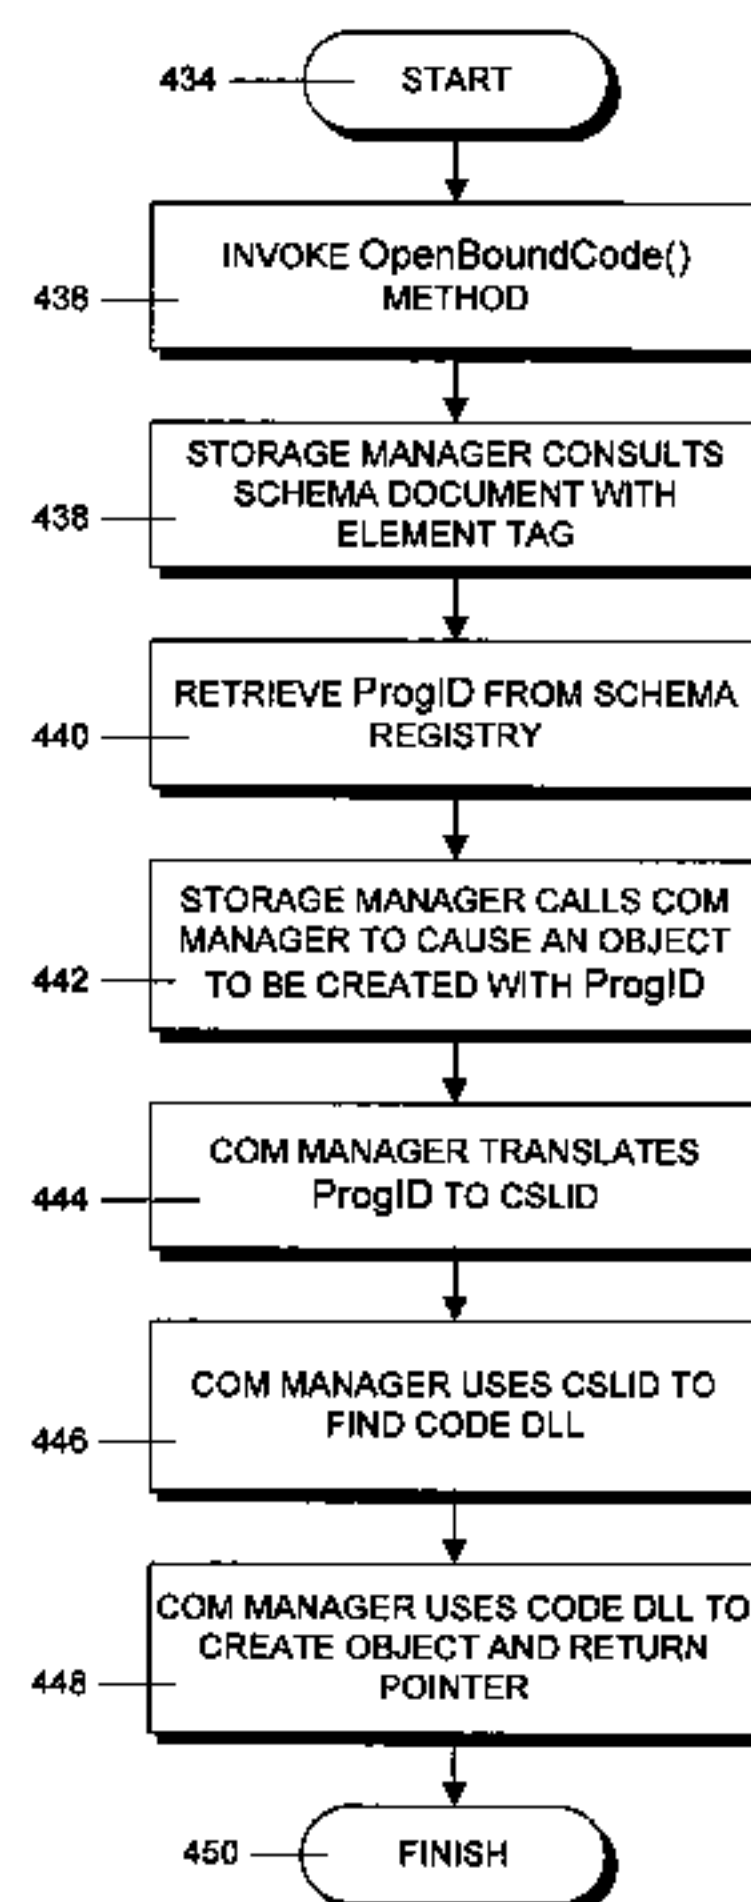 434 START
INVOKE OpenBoundCode()
METHOD
436
STORAGE MANAGER CONSULTS
SCHEMA DOCUMENT WITH
ELEMENT TAG
438
RETRIEVE ProgID FROM SCHEMA
REGISTRY
440
STORAGE MANAGER CALLS COM
MANAGER TO CAUSE AN OBJECT
TO BE CREATED WITH ProgID
442
COM MANAGER TRANSLATES
ProgID TO CSLID
444
COM MANAGER USES CSLID TO
FIND CODE DLL
446
COM MANAGER USES CODE DLL TO
CREATE OBJECT AND RETURN
POINTER
448
450 FINISH